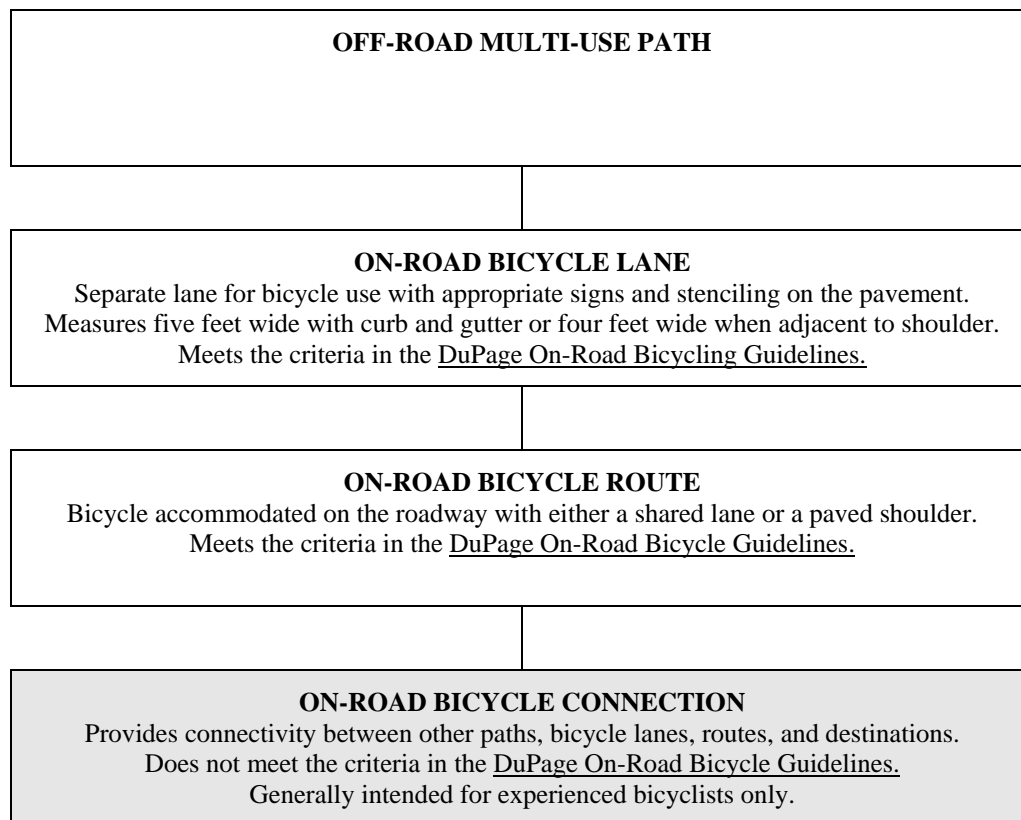 OFF-ROAD MULTI-USE PATH
ON-ROAD BICYCLE LANE
Separate lane for bicycle use with appropriate signs and stenciling on the pavement.
Measures five feet wide with curb and gutter or four feet wide when adjacent to shoulder.
Meets the criteria in the DuPage On-Road Bicycling Guidelines.
ON-ROAD BICYCLE ROUTE
Bicycle accommodated on the roadway with either a shared lane or a paved shoulder.
Meets the criteria in the DuPage On-Road Bicycle Guidelines.
ON-ROAD BICYCLE CONNECTION
Provides connectivity between other paths, bicycle lanes, routes, and destinations.
Does not meet the criteria in the DuPage On-Road Bicycle Guidelines.
Generally intended for experienced bicyclists only.